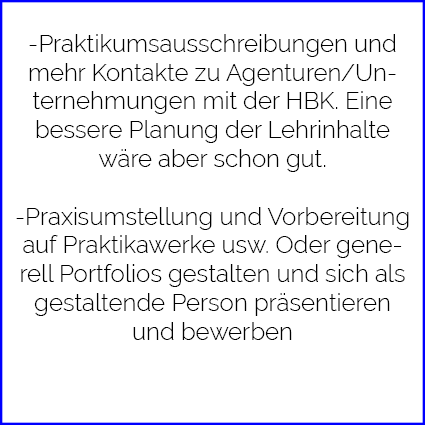 -Praktikumsausschreibungen und
mehr Kontakte zu Agenturen/Un-
ternehmungen mit der HBK. Eine
bessere Planung der Lehrinhalte
wäre aber schon gut.
-Praxisumstellung und Vorbereitung
auf Praktikawerke usw. Oder gene-
rell Portfolios gestalten und sich als
gestaltende Person präsentieren
und bewerben